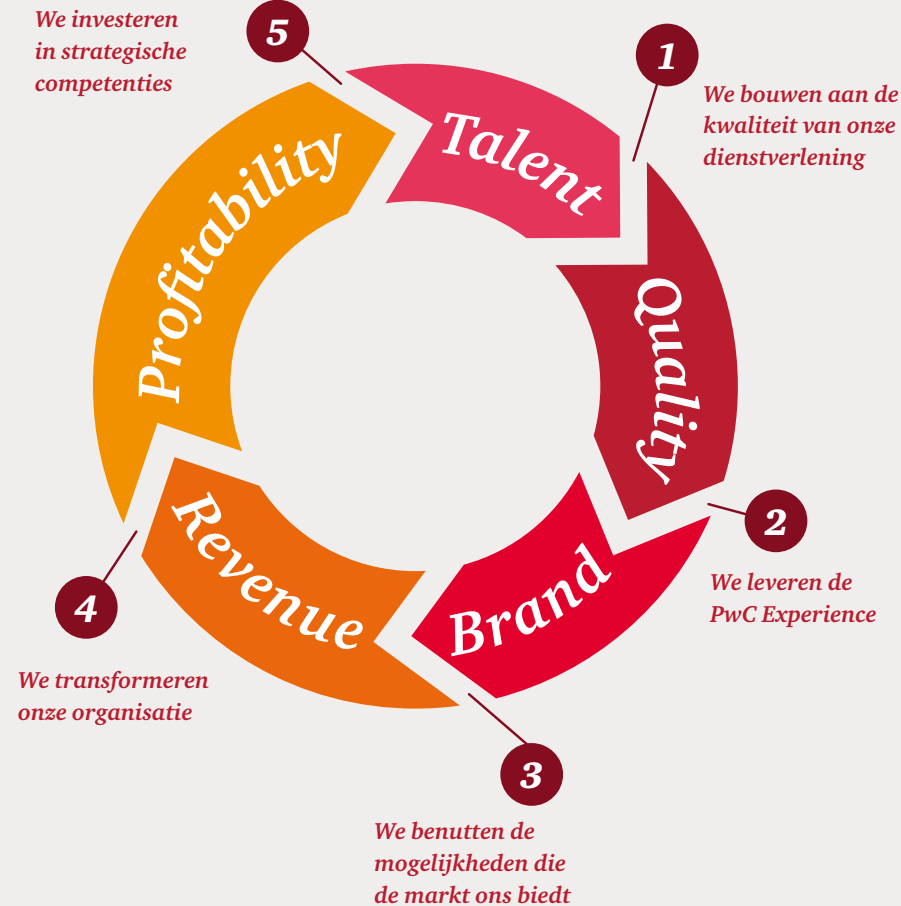 We investeren
in strategische
competenties
5
1
We bouwen aan de
kwaliteit van onze
dienstverlening
Talent
Quality
Brand
Revenue
Profitability
2
We leveren de
PwC Experience
4
We transformeren
onze organisatie
3
We benutten de
mogelijkheden die
de markt ons biedt